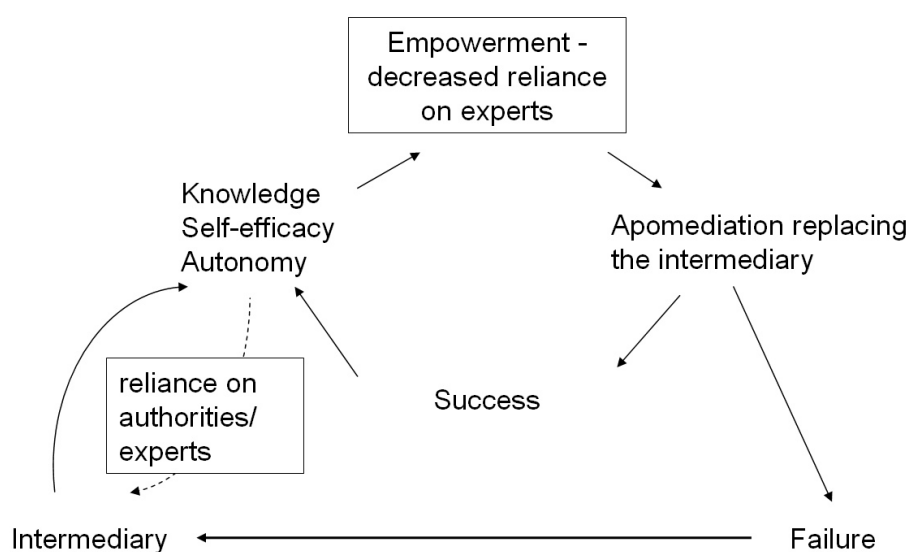 Empowerment -
decreased reliance
on experts
Knowledge
Self-efficacy
Autonomy
Apomediation replacing
the intermediary
reliance on
authorities/
experts
Success
Intermediary
Failure